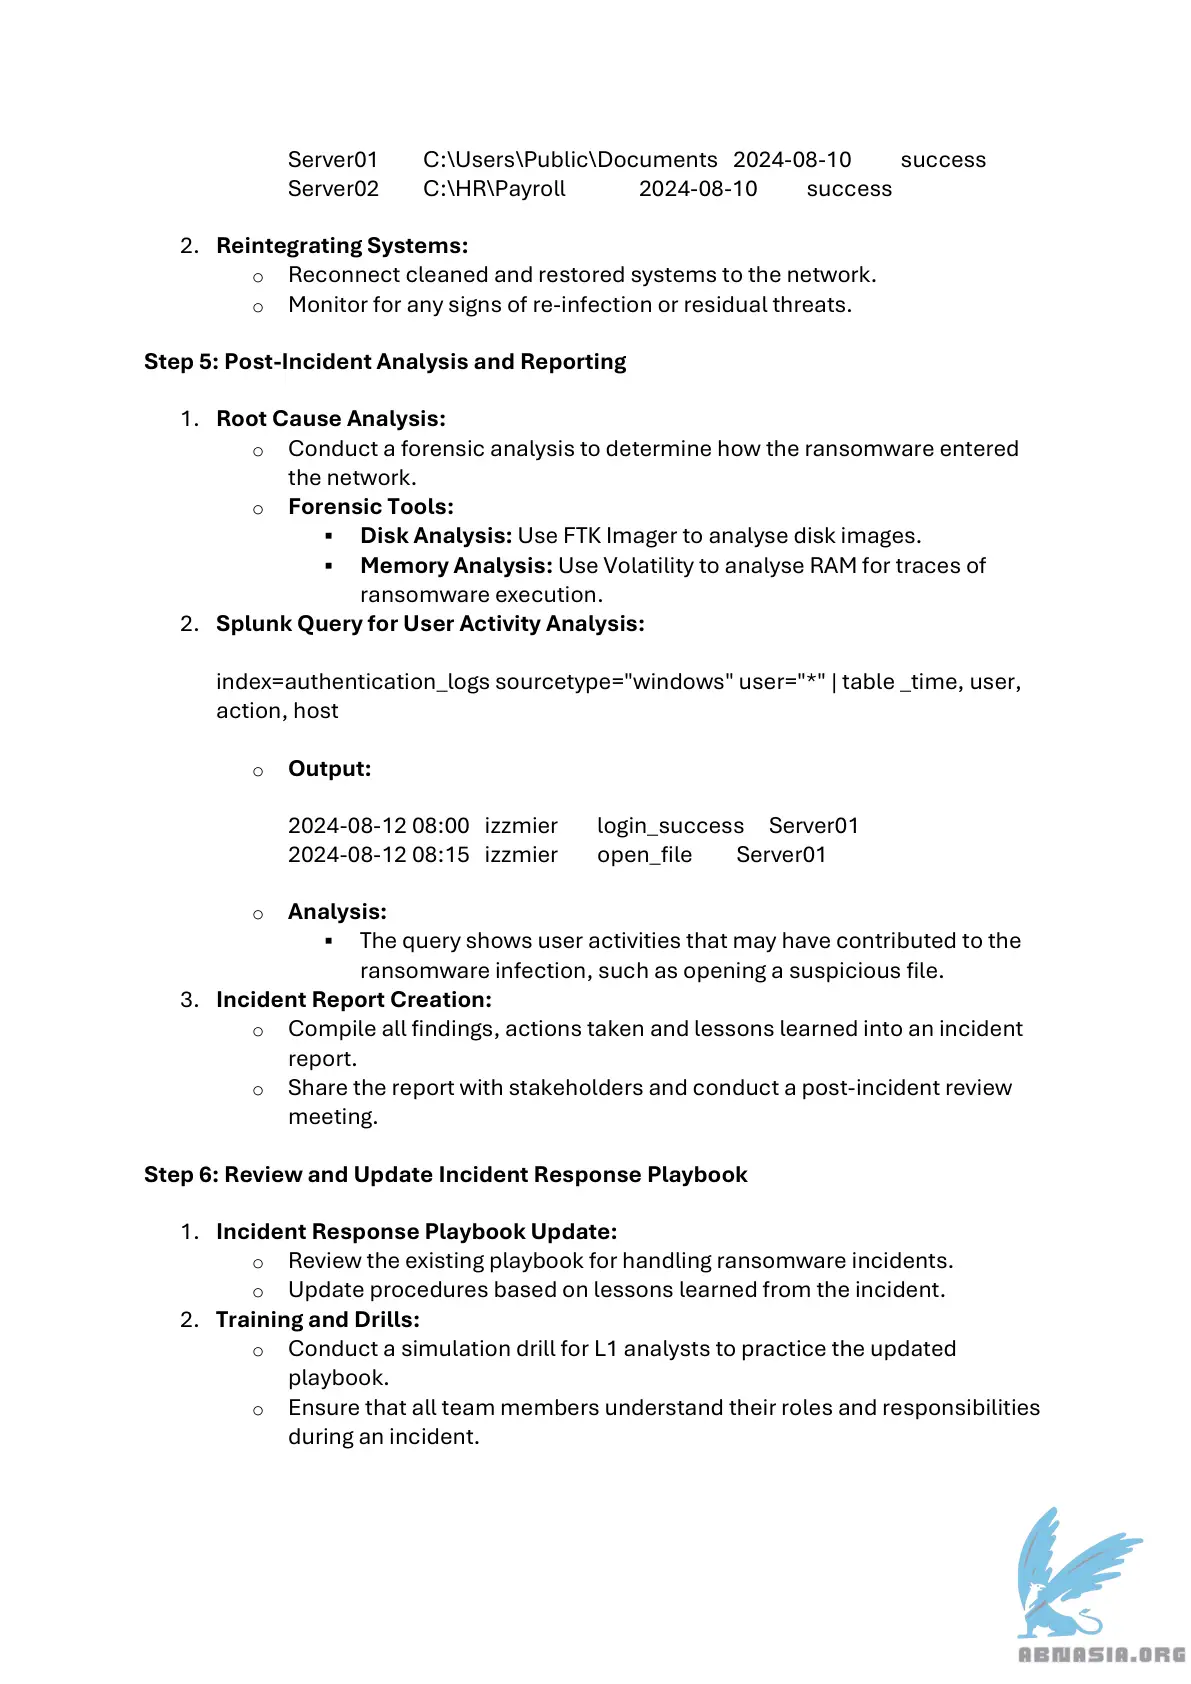 Server01 C:\Users\Public\Documents 2024-08-10 success
Server02 C:\HR\Payroll 2024-08-10 success
2. Reintegrating Systems:
o Reconnect cleaned and restored systems to the network.
o Monitor for any signs of re-infection or residual threats.
Step 5: Post-Incident Analysis and Reporting
1. Root Cause Analysis:
o Conduct a forensic analysis to determine how the ransomware entered
the network.
o Forensic Tools:
▪ Disk Analysis: Use FTK Imager to analyse disk images.
▪ Memory Analysis: Use Volatility to analyse RAM for traces of
ransomware execution.
2. Splunk Query for User Activity Analysis:
index=authentication_logs sourcetype="windows" user="*" | table _time, user,
action, host
o Output:
2024-08-12 08:00 izzmier login_success Server01
2024-08-12 08:15 izzmier open_file Server01
o Analysis:
▪ The query shows user activities that may have contributed to the
ransomware infection, such as opening a suspicious file.
3. Incident Report Creation:
o Compile all findings, actions taken and lessons learned into an incident
report.
o Share the report with stakeholders and conduct a post-incident review
meeting.
Step 6: Review and Update Incident Response Playbook
1. Incident Response Playbook Update:
o Review the existing playbook for handling ransomware incidents.
o Update procedures based on lessons learned from the incident.
2. Training and Drills:
o Conduct a simulation drill for L1 analysts to practice the updated
playbook.
o Ensure that all team members understand their roles and responsibilities
during an incident.
ABNASIA.ORG